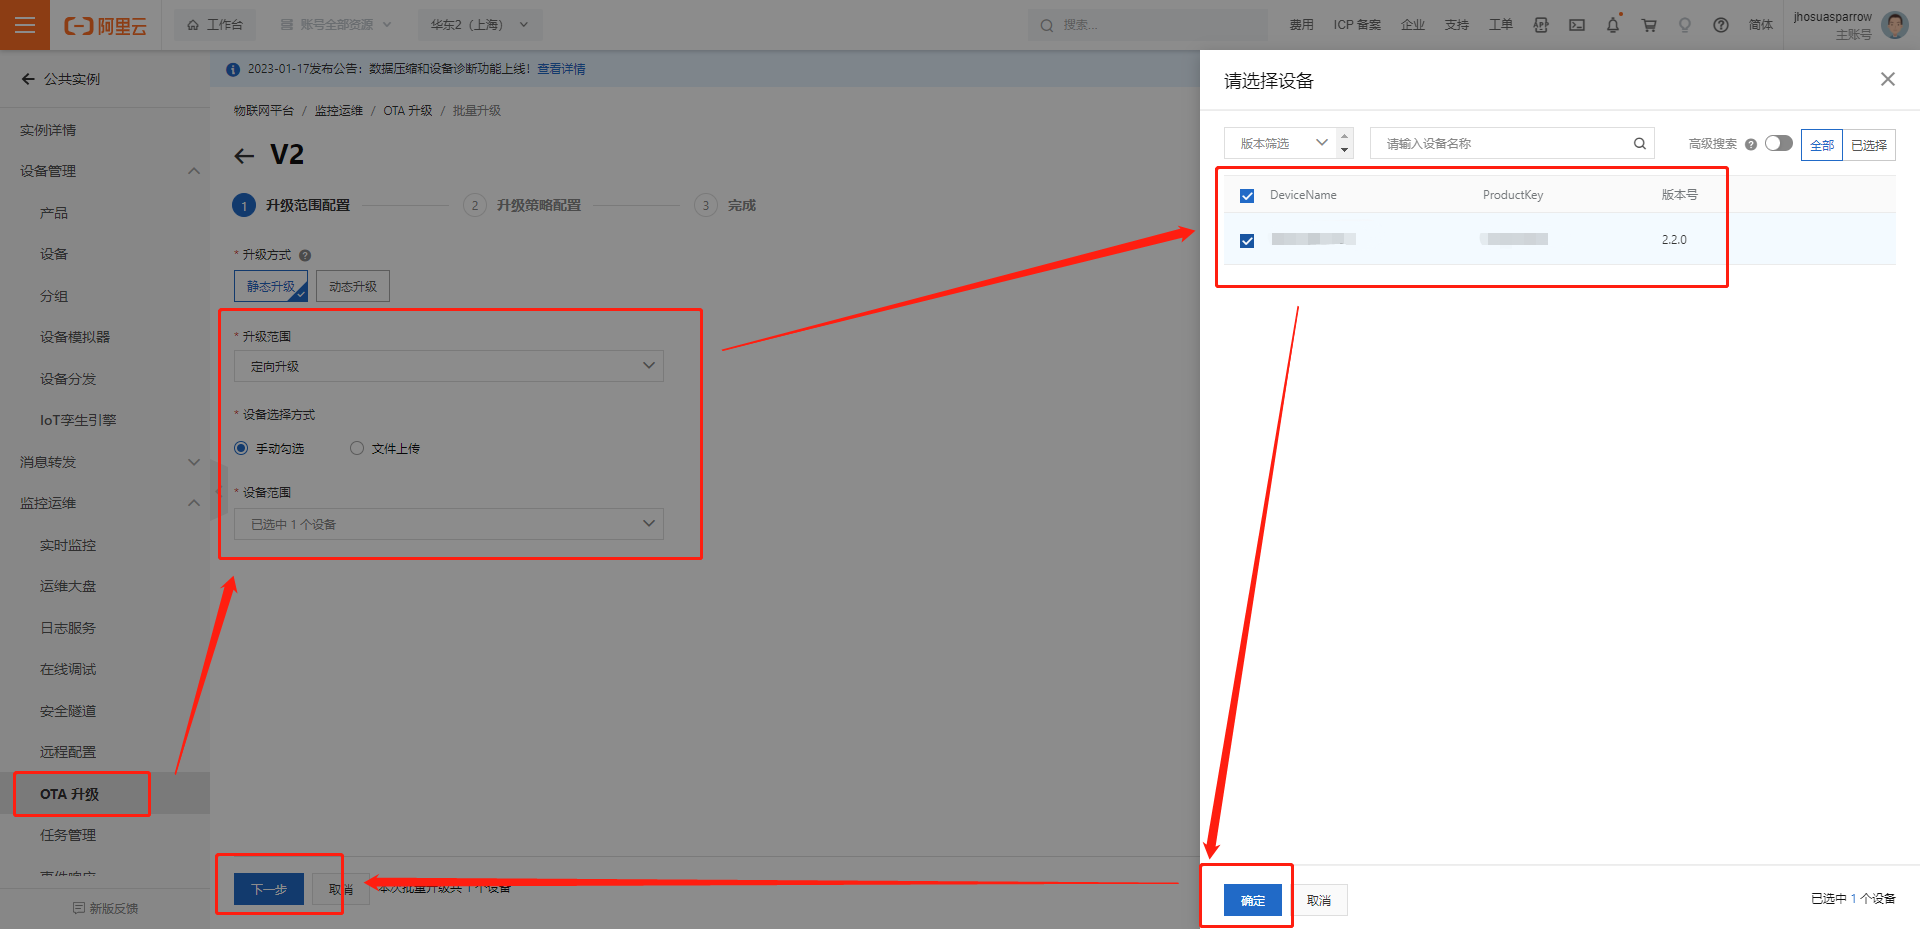 阿里云
工作台
账号全部资源
华东2（上海）
搜索...
费用
ICP 备案
企业
支持
工单
简体
jhosuasparrow
主账号
公共实例
实例详情
设备管理
产品
设备
分组
设备模拟器
设备分发
IoT孪生引擎
消息转发
监控运维
实时监控
运维大盘
日志服务
在线调试
安全隧道
远程配置
OTA 升级
任务管理
新版反馈
2023-01-17发布公告：数据压缩和设备诊断功能上线！查看详情
物联网平台 / 监控运维 / OTA 升级 / 批量升级
V2
1 升级范围配置
2 升级策略配置
3 完成
* 升级方式
静态升级
动态升级
* 升级范围
定向升级
* 设备选择方式
手动勾选
文件上传
* 设备范围
已选中 1 个设备
下一步
取消
本次批量升级共 1 个设备
请选择设备
版本筛选
请输入设备名称
高级搜索
全部
已选择
DeviceName ProductKey 版本号
2.2.0
确定
取消
已选中 1 个设备